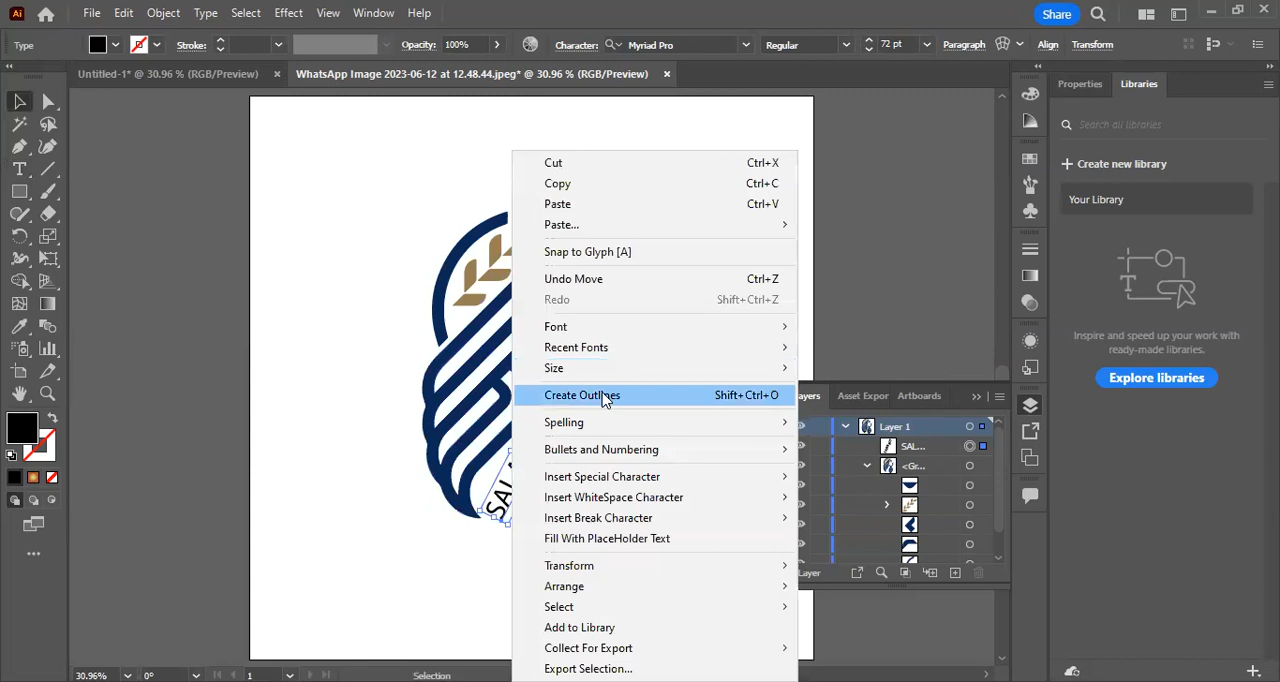 Ai File Edit Object Type Select Effect View Window Help Share
Type Stroke: Opacity: 100% Character: Myriad Pro Regular 72 pt Paragraph Align Transform
Untitled-1* @ 30.96 % (RGB/Preview) × WhatsApp Image 2023-06-12 at 12.48.44.jpeg* @ 30.96 % (RGB/Preview) ×
Properties Libraries
Search all libraries
Create new library
Your Library
Inspire and speed up your work with
ready-made libraries.
Explore libraries
Cut Ctrl+X
Copy Ctrl+C
Paste Ctrl+V
Paste...
Snap to Glyph [A]
Undo Move Ctrl+Z
Redo Shift+Ctrl+Z
Font
Recent Fonts
Size
Create Outlines Shift+Ctrl+O
Spelling
Bullets and Numbering
Insert Special Character
Insert WhiteSpace Character
Insert Break Character
Fill With PlaceHolder Text
Transform
Arrange
Select
Add to Library
Collect For Export
Export Selection...
SAL
ayers Asset Expor Artboards
Layer 1
SAL...
<Gr...
Layer
30.96% 0° 1 Selection